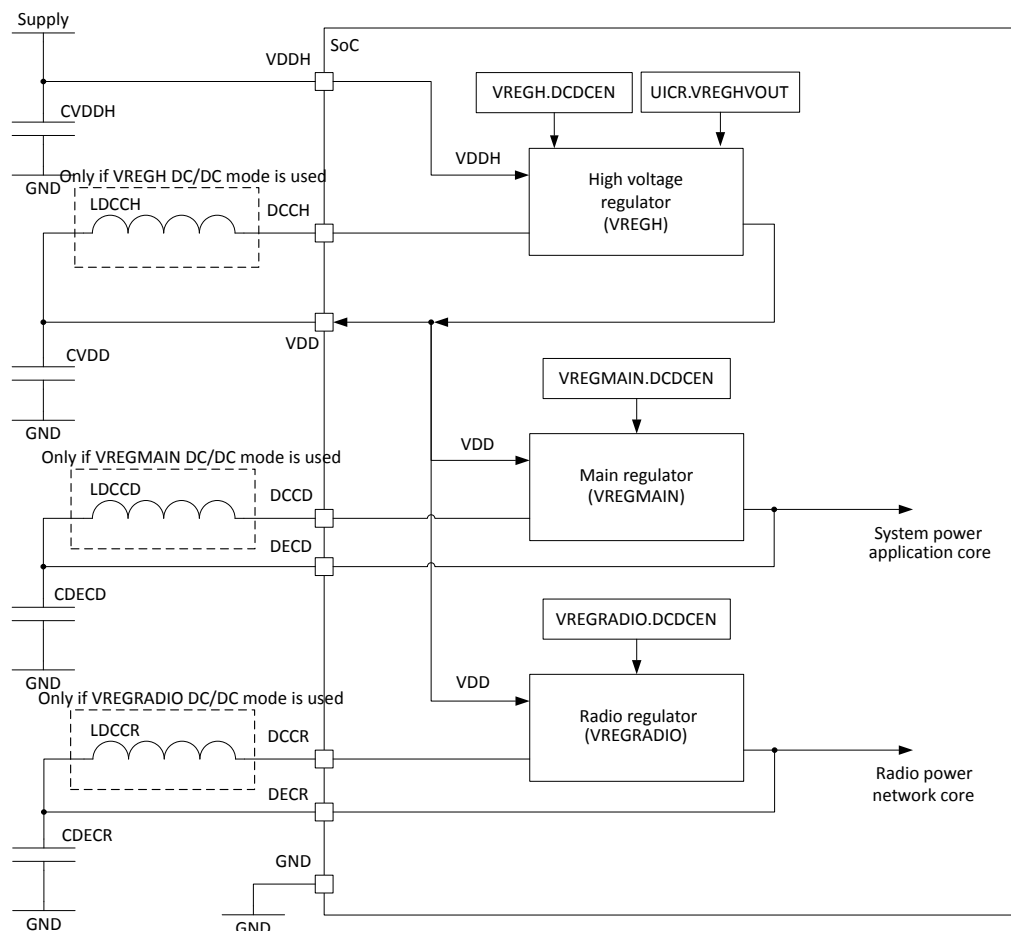 Supply
SoC
VDDH
VREGH.DCDCEN
UICR.VREGHVOUT
CVDDH
VDDH
GND
Only if VREGH DC/DC mode is used
LDCCH
DCCH
High voltage
regulator
(VREGH)
VDD
CVDD
VREGMAIN.DCDCEN
GND
Only if VREGMAIN DC/DC mode is used
VDD
LDCCD
DCCD
Main regulator
(VREGMAIN)
DECD
System power
application core
CDECD
VREGRADIO.DCDCEN
GND
Only if VREGRADIO DC/DC mode is used
VDD
LDCCR
DCCR
Radio regulator
(VREGRADIO)
DECR
Radio power
network core
CDECR
GND
GND
GND